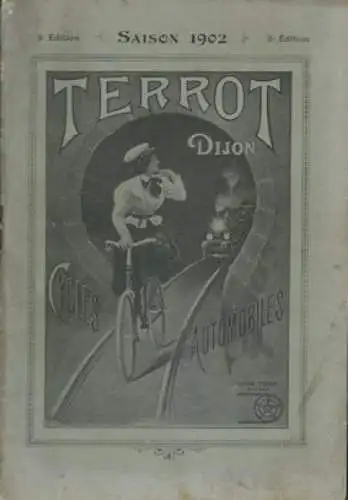 SAISON 1902
TERROT
DIJON
CYCLES
AUTOMOBILES